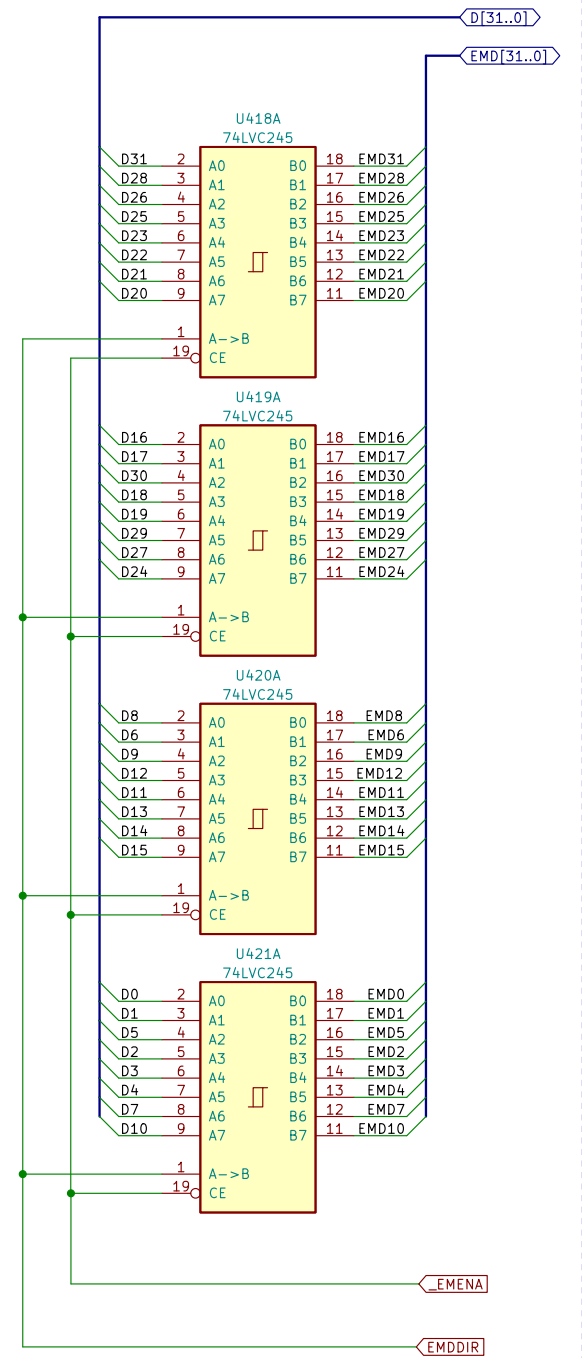 D[31..0]
EMD[31..0]
U418A
74LVC245
D31 2 A0 B0 18 EMD31
D28 3 A1 B1 17 EMD28
D26 4 A2 B2 16 EMD26
D25 5 A3 B3 15 EMD25
D23 6 A4 B4 14 EMD23
D22 7 A5 B5 13 EMD22
D21 8 A6 B6 12 EMD21
D20 9 A7 B7 11 EMD20
1 A->B
19 CE
U419A
74LVC245
D16 2 A0 B0 18 EMD16
D17 3 A1 B1 17 EMD17
D30 4 A2 B2 16 EMD30
D18 5 A3 B3 15 EMD18
D19 6 A4 B4 14 EMD19
D29 7 A5 B5 13 EMD29
D27 8 A6 B6 12 EMD27
D24 9 A7 B7 11 EMD24
1 A->B
19 CE
U420A
74LVC245
D8 2 A0 B0 18 EMD8
D6 3 A1 B1 17 EMD6
D9 4 A2 B2 16 EMD9
D12 5 A3 B3 15 EMD12
D11 6 A4 B4 14 EMD11
D13 7 A5 B5 13 EMD13
D14 8 A6 B6 12 EMD14
D15 9 A7 B7 11 EMD15
1 A->B
19 CE
U421A
74LVC245
D0 2 A0 B0 18 EMD0
D1 3 A1 B1 17 EMD1
D5 4 A2 B2 16 EMD5
D2 5 A3 B3 15 EMD2
D3 6 A4 B4 14 EMD3
D4 7 A5 B5 13 EMD4
D7 8 A6 B6 12 EMD7
D10 9 A7 B7 11 EMD10
1 A->B
19 CE
_EMENA
EMDDIR